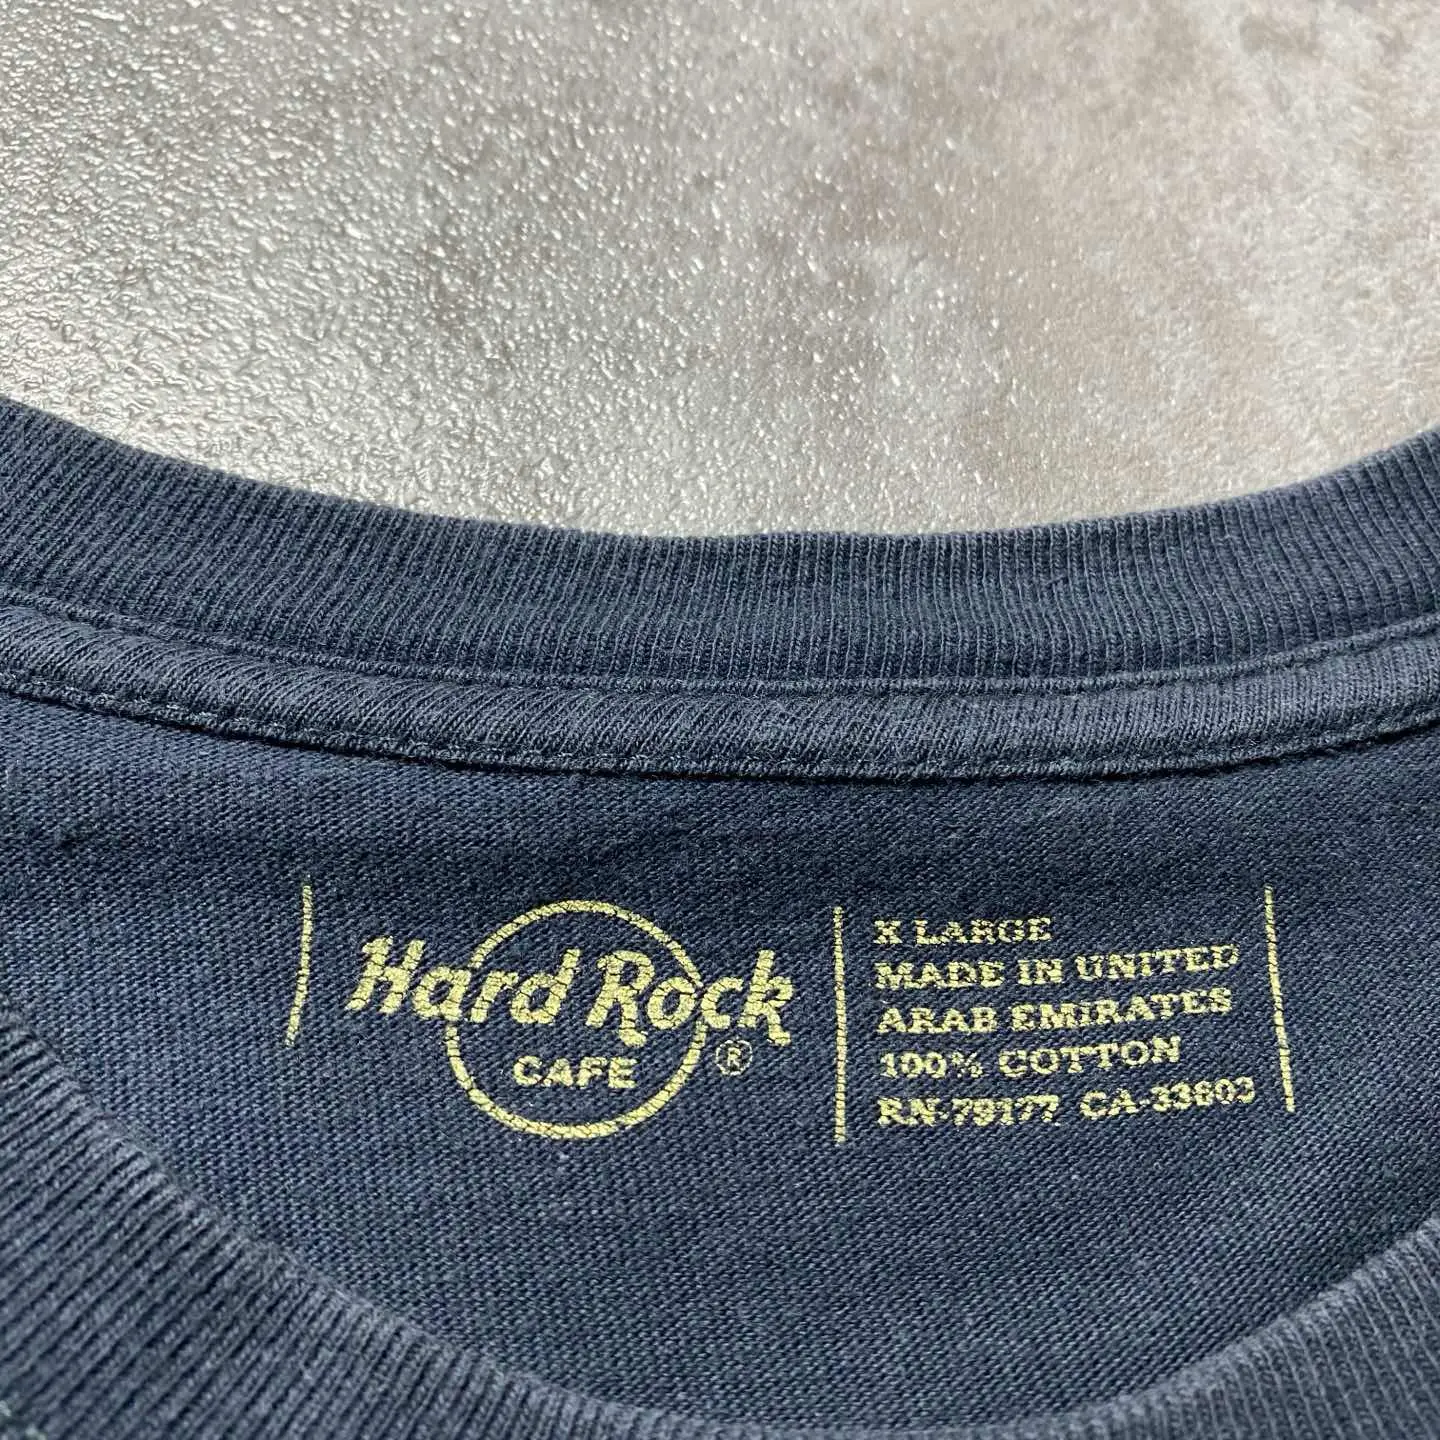 Hard Rock
CAFE
®
X LARGE
MADE IN UNITED
ARAB EMIRATES
100% COTTON
RN-79177 CA-33603